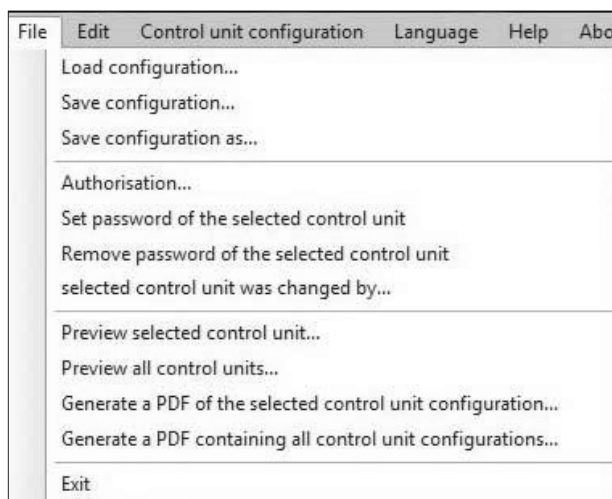 File Edit Control unit configuration Language Help Abo
Load configuration...
Save configuration...
Save configuration as...
Authorisation...
Set password of the selected control unit
Remove password of the selected control unit
selected control unit was changed by...
Preview selected control unit...
Preview all control units...
Generate a PDF of the selected control unit configuration...
Generate a PDF containing all control unit configurations...
Exit